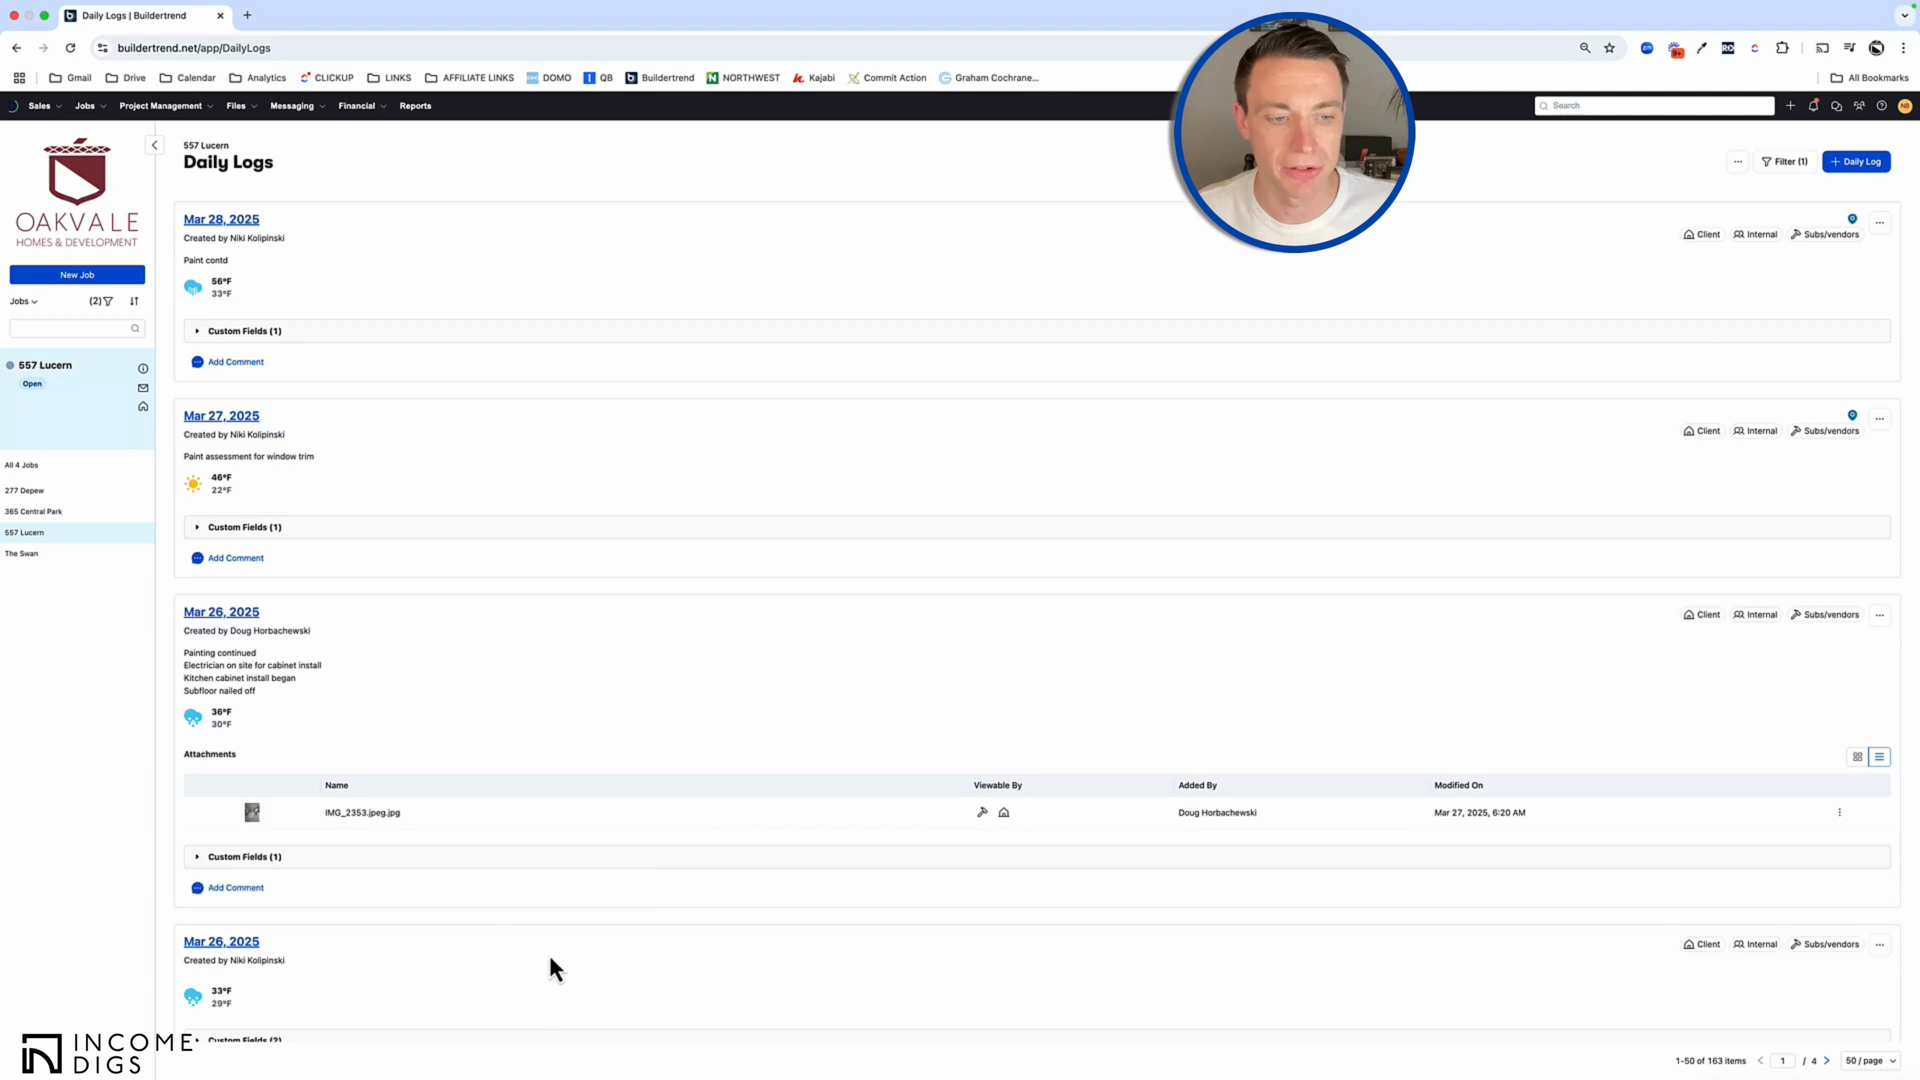 Daily Logs | Buildertrend
buildertrend.net/app/DailyLogs
Gmail Drive Calendar Analytics CLICKUP LINKS AFFILIATE LINKS DOMO QB Buildertrend NORTHWEST Kajabi Commit Action Graham Cochrane... All Bookmarks
Sales Jobs Project Management Files Messaging Financial Reports Search NB
OAKVALE
HOMES & DEVELOPMENT
New Job
Jobs (2)
557 Lucern
Open
All 4 Jobs
277 Depew
365 Central Park
557 Lucern
The Swan
557 Lucern
Daily Logs
Filter (1) + Daily Log
Mar 28, 2025
Created by Niki Kolipinski
Client Internal Subs/vendors
Paint contd
56°F
33°F
Custom Fields (1)
Add Comment
Mar 27, 2025
Created by Niki Kolipinski
Client Internal Subs/vendors
Paint assessment for window trim
46°F
22°F
Custom Fields (1)
Add Comment
Mar 26, 2025
Client Internal Subs/vendors
Created by Doug Horbachewski
Painting continued
Electrician on site for cabinet install
Kitchen cabinet install began
Subfloor nailed off
36°F
30°F
Attachments
Name Viewable By Added By Modified On
IMG_2353.jpeg.jpg Doug Horbachewski Mar 27, 2025, 6:20 AM
Custom Fields (1)
Add Comment
Mar 26, 2025
Client Internal Subs/vendors
Created by Niki Kolipinski
33°F
29°F
Custom Fields (2)
1-50 of 163 items 1 / 4 50 / page
INCOME
DIGS